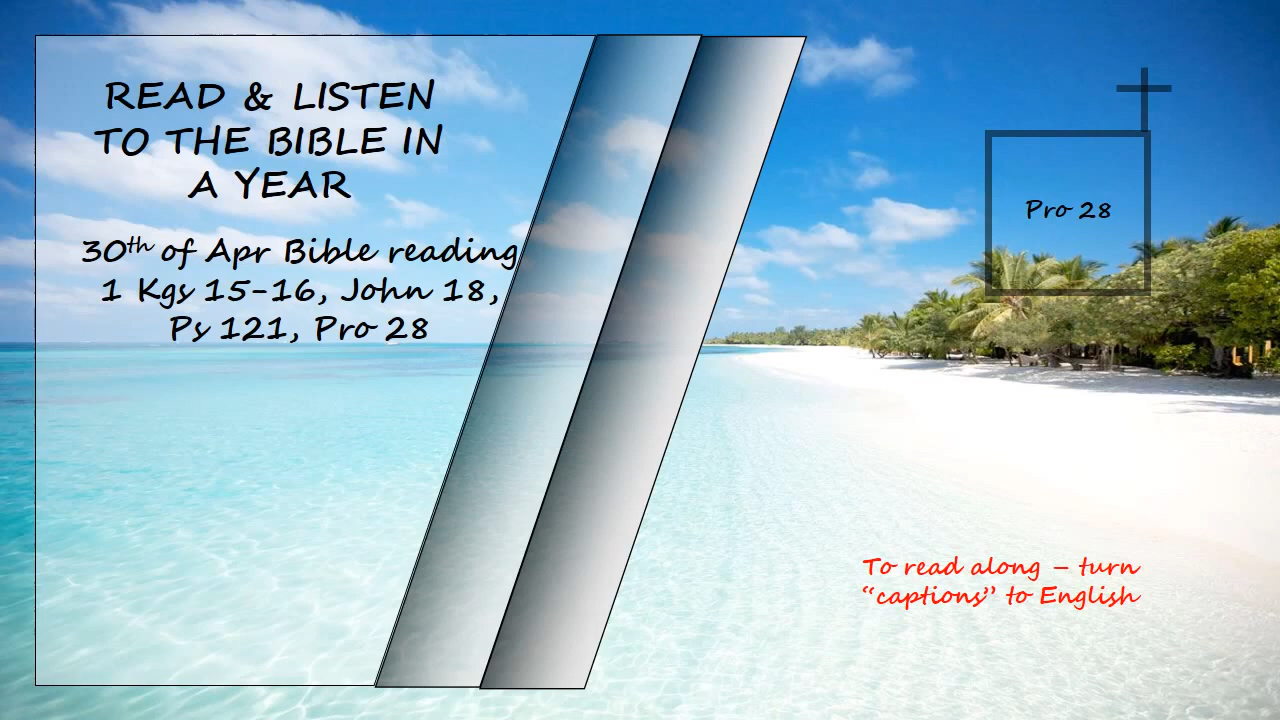 READ & LISTEN
TO THE BIBLE IN
A YEAR
30th of Apr Bible reading
1 Kgs 15-16, John 18,
Ps 121, Pro 28
Pro 28
To read along – turn
“captions” to English